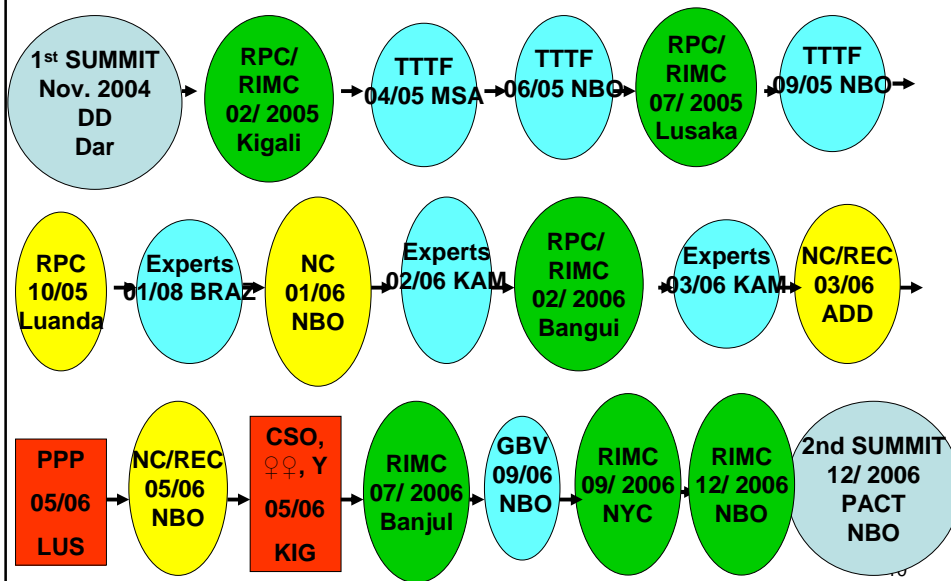 1st SUMMIT
Nov. 2004
DD
Dar
RPC/
RIMC
02/ 2005
Kigali
TTTF
04/05 MSA
TTTF
06/05 NBO
RPC/
RIMC
07/ 2005
Lusaka
TTTF
09/05 NBO
RPC
10/05
Luanda
Experts
01/08 BRAZ
NC
01/06
NBO
Experts
02/06 KAM
RPC/
RIMC
02/ 2006
Bangui
Experts
03/06 KAM
NC/REC
03/06
ADD
PPP
05/06
LUS
NC/REC
05/06
NBO
CSO,
♀♀, Y
05/06
KIG
RIMC
07/ 2006
Banjul
GBV
09/06
NBO
RIMC
09/ 2006
NYC
RIMC
12/ 2006
NBO
2nd SUMMIT
12/ 2006
PACT
NBO